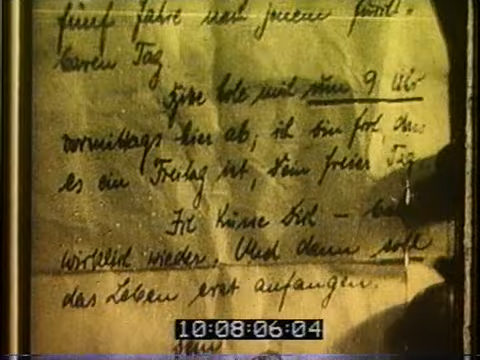 fünf Jahre nach jenem furcht-
baren Tag.
hole mich um 9 Uhr
vormittags hier ab, ich bin froh, dass
es ein Freitag ist, Dein freier Tag
Ich küsse Dich –
wirklich wieder. Und dann soll
das Leben erst anfangen.
10:08:06:04
Dein